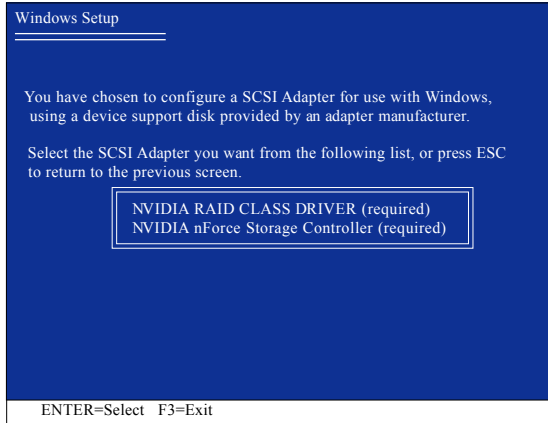 Windows Setup
You have chosen to configure a SCSI Adapter for use with Windows,
using a device support disk provided by an adapter manufacturer.
Select the SCSI Adapter you want from the following list, or press ESC
to return to the previous screen.
NVIDIA RAID CLASS DRIVER (required)
NVIDIA nForce Storage Controller (required)
ENTER=Select F3=Exit